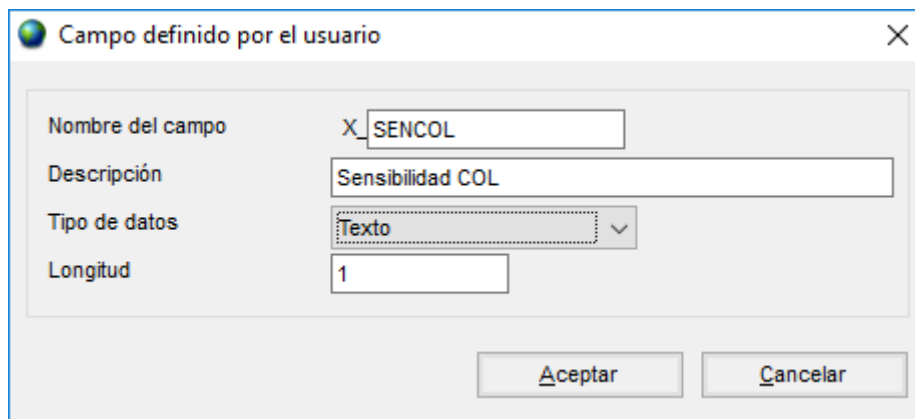 Campo definido por el usuario
Nombre del campo X_ SENCOL
Descripción Sensibilidad COL
Tipo de datos Texto
Longitud 1
Aceptar Cancelar